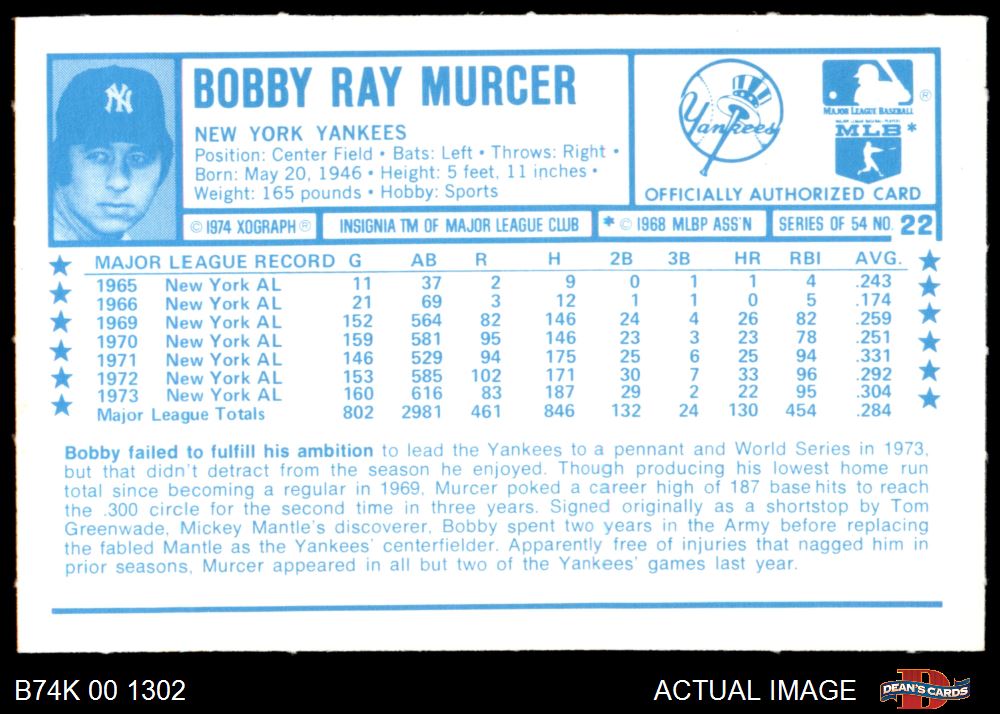 NY
BOBBY RAY MURCER
NEW YORK YANKEES
Position: Center Field • Bats: Left • Throws: Right •
Born: May 20, 1946 • Height: 5 feet, 11 inches •
Weight: 165 pounds • Hobby: Sports
Yankees
MAJOR LEAGUE BASEBALL ®
MAJOR LEAGUE BASEBALL PLAYERS
MLB *
OFFICIALLY AUTHORIZED CARD
© 1974 XOGRAPH ® INSIGNIA TM OF MAJOR LEAGUE CLUB * © 1968 MLBP ASS'N SERIES OF 54 NO. 22
MAJOR LEAGUE RECORD G AB R H 2B 3B HR RBI AVG.
1965 New York AL 11 37 2 9 0 1 1 4 .243
1966 New York AL 21 69 3 12 1 1 0 5 .174
1969 New York AL 152 564 82 146 24 4 26 82 .259
1970 New York AL 159 581 95 146 23 3 23 78 .251
1971 New York AL 146 529 94 175 25 6 25 94 .331
1972 New York AL 153 585 102 171 30 7 33 96 .292
1973 New York AL 160 616 83 187 29 2 22 95 .304
Major League Totals 802 2981 461 846 132 24 130 454 .284
Bobby failed to fulfill his ambition to lead the Yankees to a pennant and World Series in 1973,
but that didn't detract from the season he enjoyed. Though producing his lowest home run
total since becoming a regular in 1969, Murcer poked a career high of 187 base hits to reach
the .300 circle for the second time in three years. Signed originally as a shortstop by Tom
Greenwade, Mickey Mantle's discoverer, Bobby spent two years in the Army before replacing
the fabled Mantle as the Yankees' centerfielder. Apparently free of injuries that nagged him in
prior seasons, Murcer appeared in all but two of the Yankees' games last year.
B74K 00 1302 ACTUAL IMAGE DEAN'S CARDS